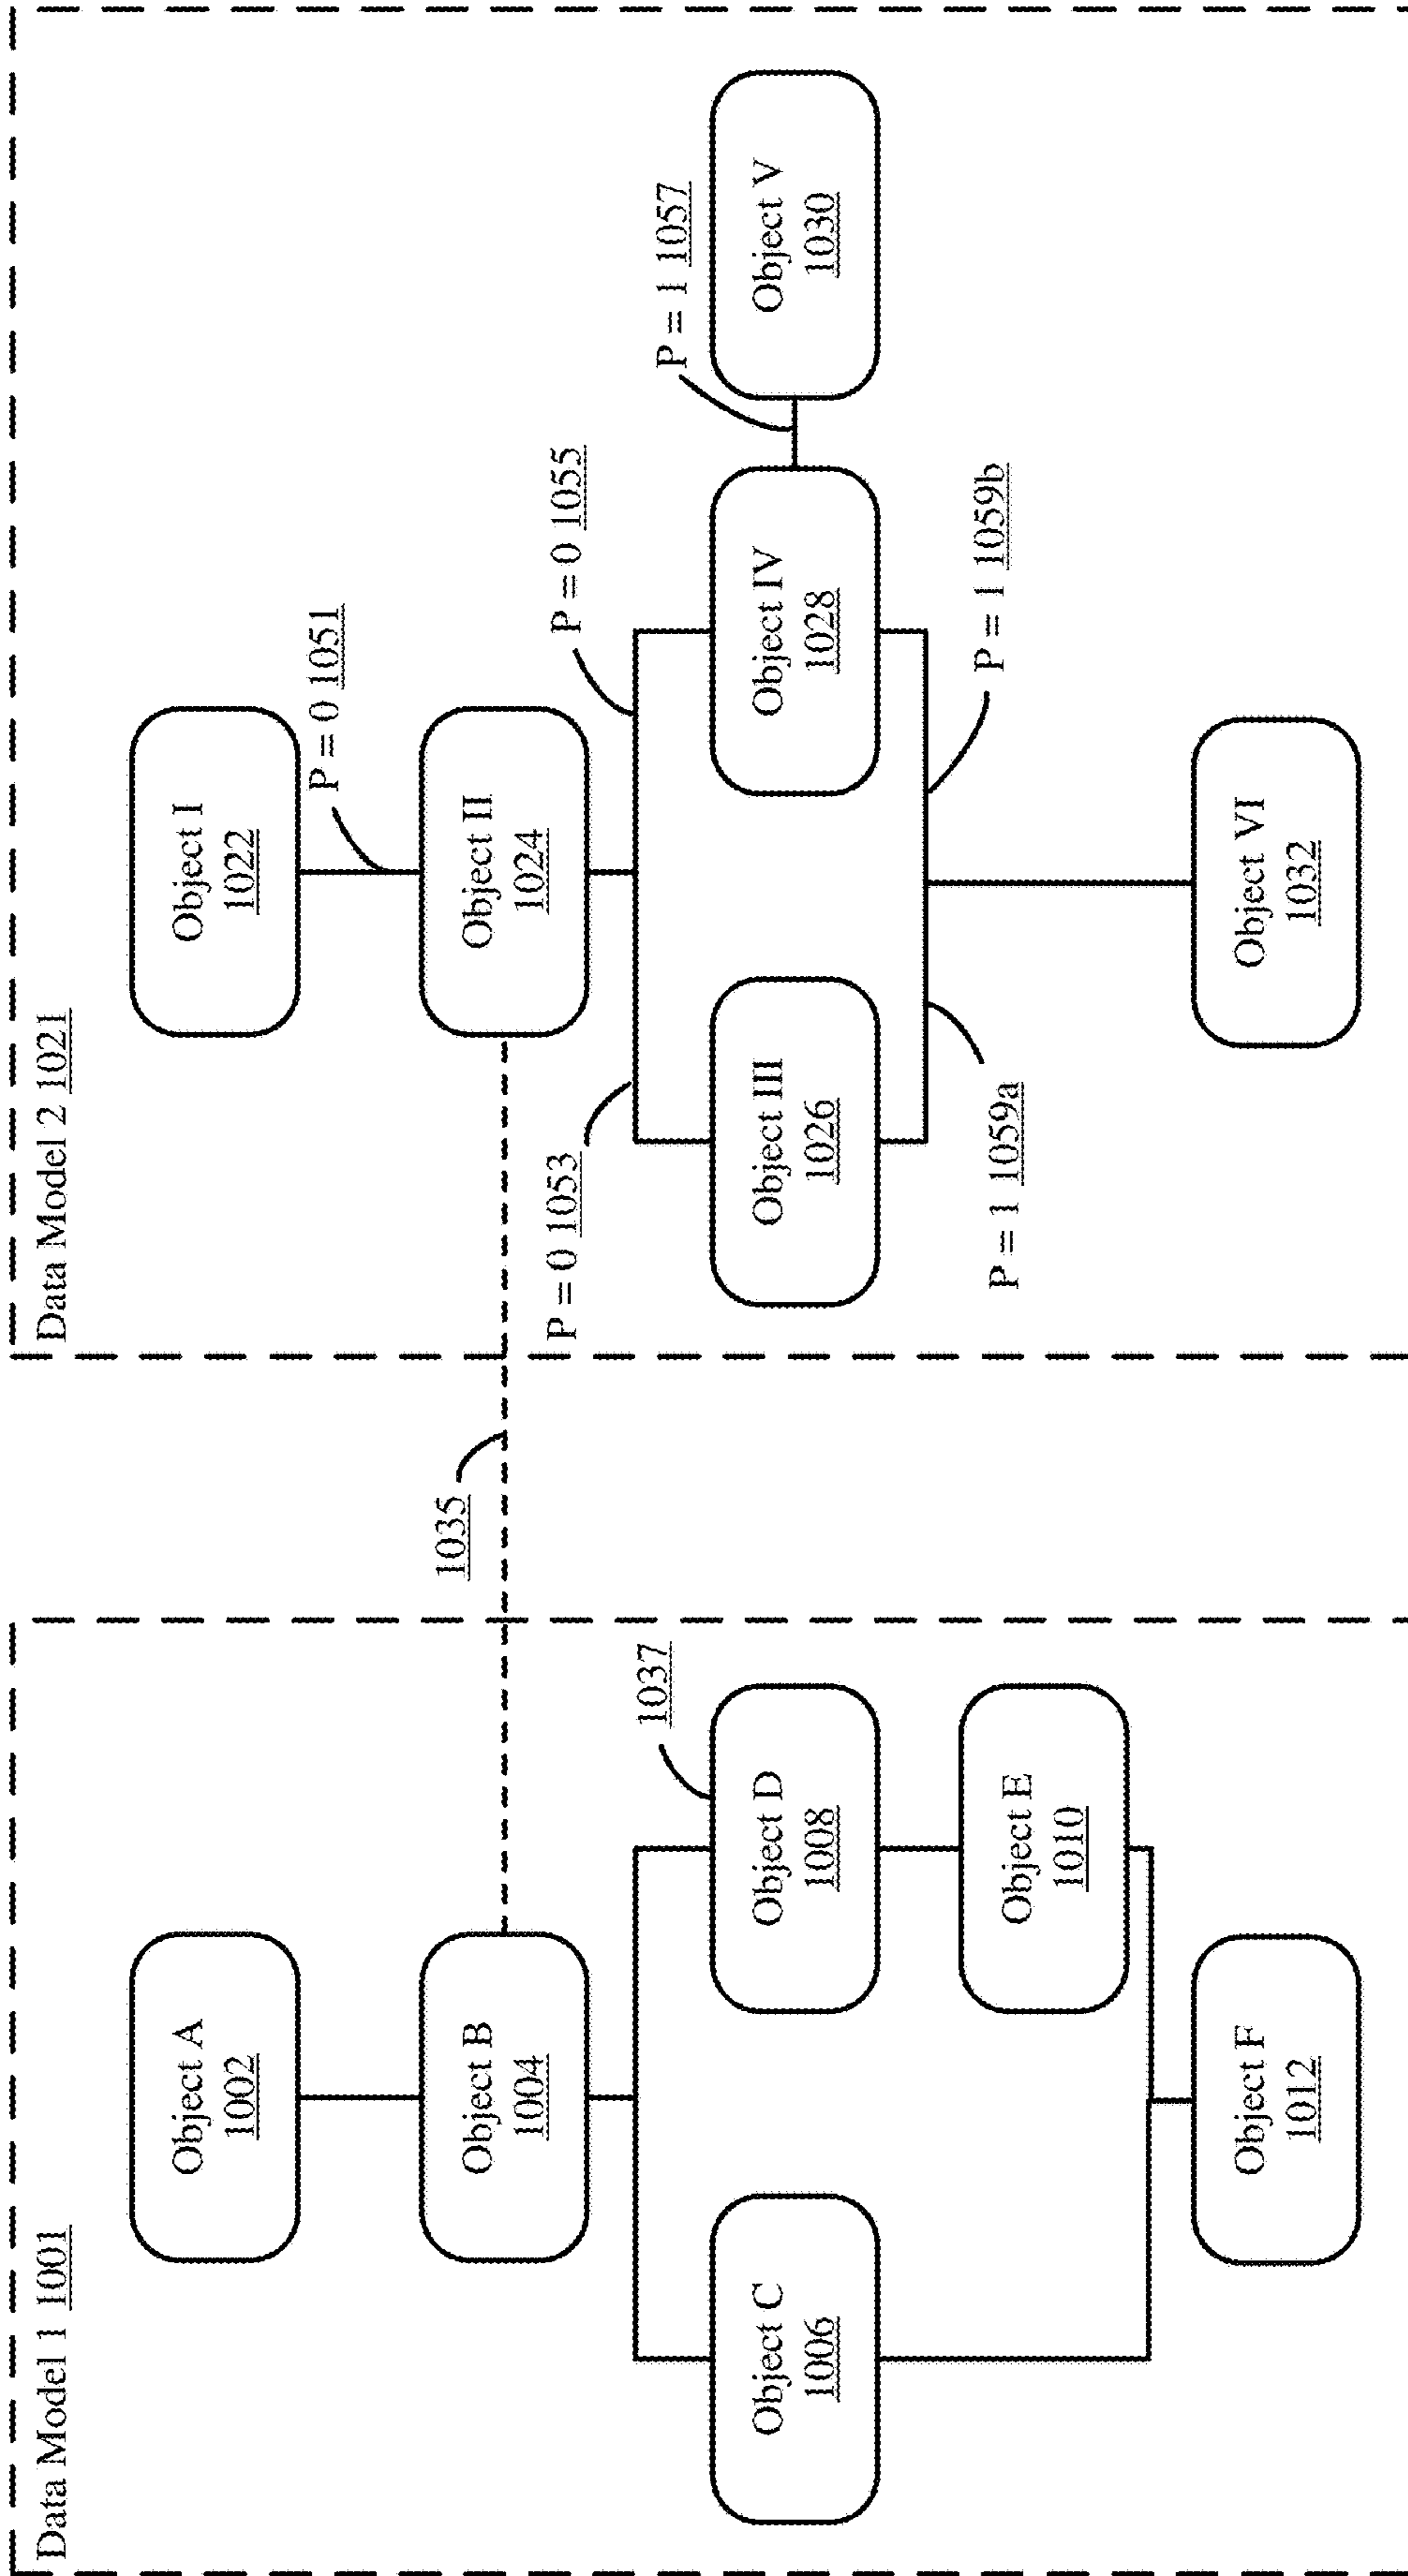 Data Model 1 1001
Object A
1002
Object B
1004
Object C
1006
1037
Object D
1008
Object E
1010
Object F
1012
1035
Data Model 2 1021
Object I
1022
P = 0 1051
Object II
1024
P = 0 1053
P = 0 1055
Object III
1026
Object IV
1028
P = 1 1057
Object V
1030
P = 1 1059a
P = 1 1059b
Object VI
1032